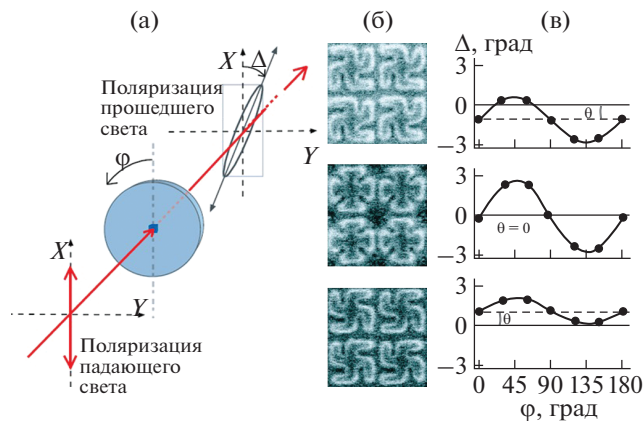 (а)
(б)
(в)
X
Δ
Поляризация
прошедшего
света
φ
Y
X
Y
Поляризация
падающего
света
Δ, град
3
0
θ
−3
3
0
θ = 0
−3
3
θ
0
−3
0 45 90 135 180
φ, град